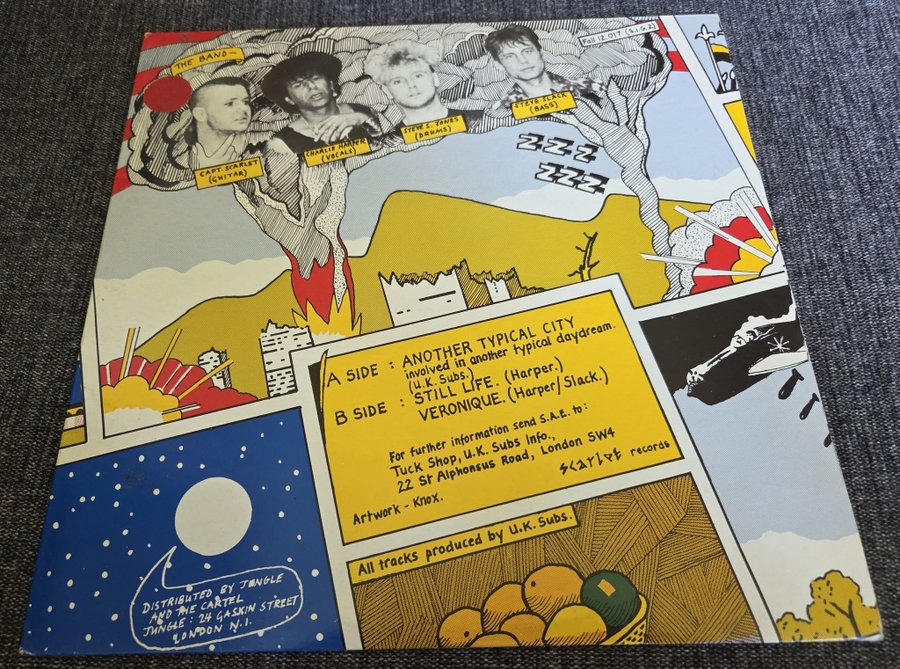 THE BAND -
Fall 12.017 (S.I.G.2)
CAPT. SCARLET
(GUITAR)
CHARLIE HARPER
(VOCALS)
STEVE S. JONES
(DRUMS)
STEVE SLACK
(BASS)
Z-Z Z
ZZZ
A SIDE : ANOTHER TYPICAL CITY
involved in another typical daydream.
(U.K. Subs.)
B SIDE : STILL LIFE. (Harper.)
VERONIQUE. (Harper/Slack.)
For further information send S.A.E. to:
Tuck Shop, U.K. Subs Info.,
22 St Alphonsus Road, London SW4
Scarlet records
Artwork - Knox.
All tracks produced by U.K. Subs.
DISTRIBUTED BY JUNGLE
AND THE CARTEL
JUNGLE : 24 GASKIN STREET
LONDON N.1.